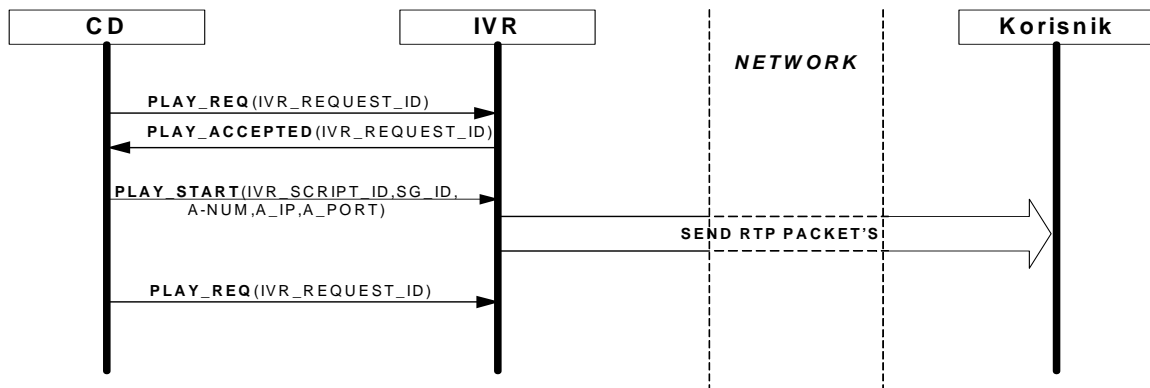 CD
IVR
NETWORK
Korisnik
PLAY_REQ(IVR_REQUEST_ID)
PLAY_ACCEPTED(IVR_REQUEST_ID)
PLAY_START(IVR_SCRIPT_ID,SG_ID,
A-NUM,A_IP,A_PORT)
SEND RTP PACKET'S
PLAY_REQ(IVR_REQUEST_ID)